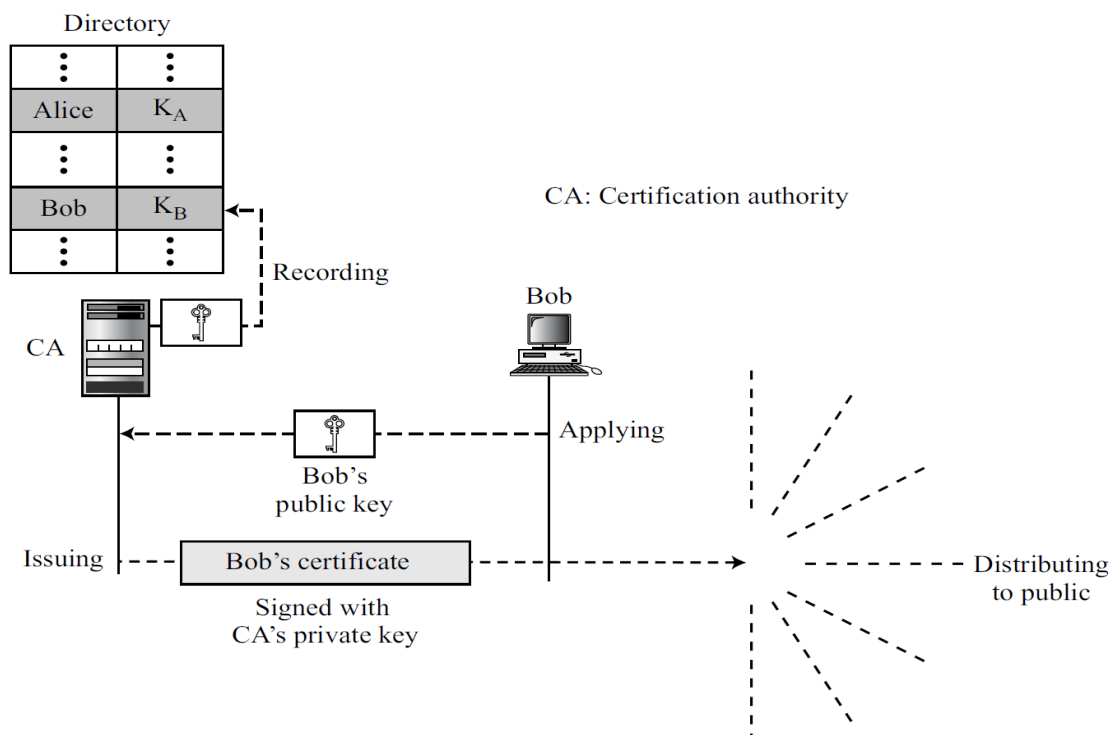 Directory
Alice K_A
Bob K_B
CA: Certification authority
Recording
Bob
CA
Applying
Bob’s
public key
Issuing
Bob’s certificate
Distributing
to public
Signed with
CA’s private key